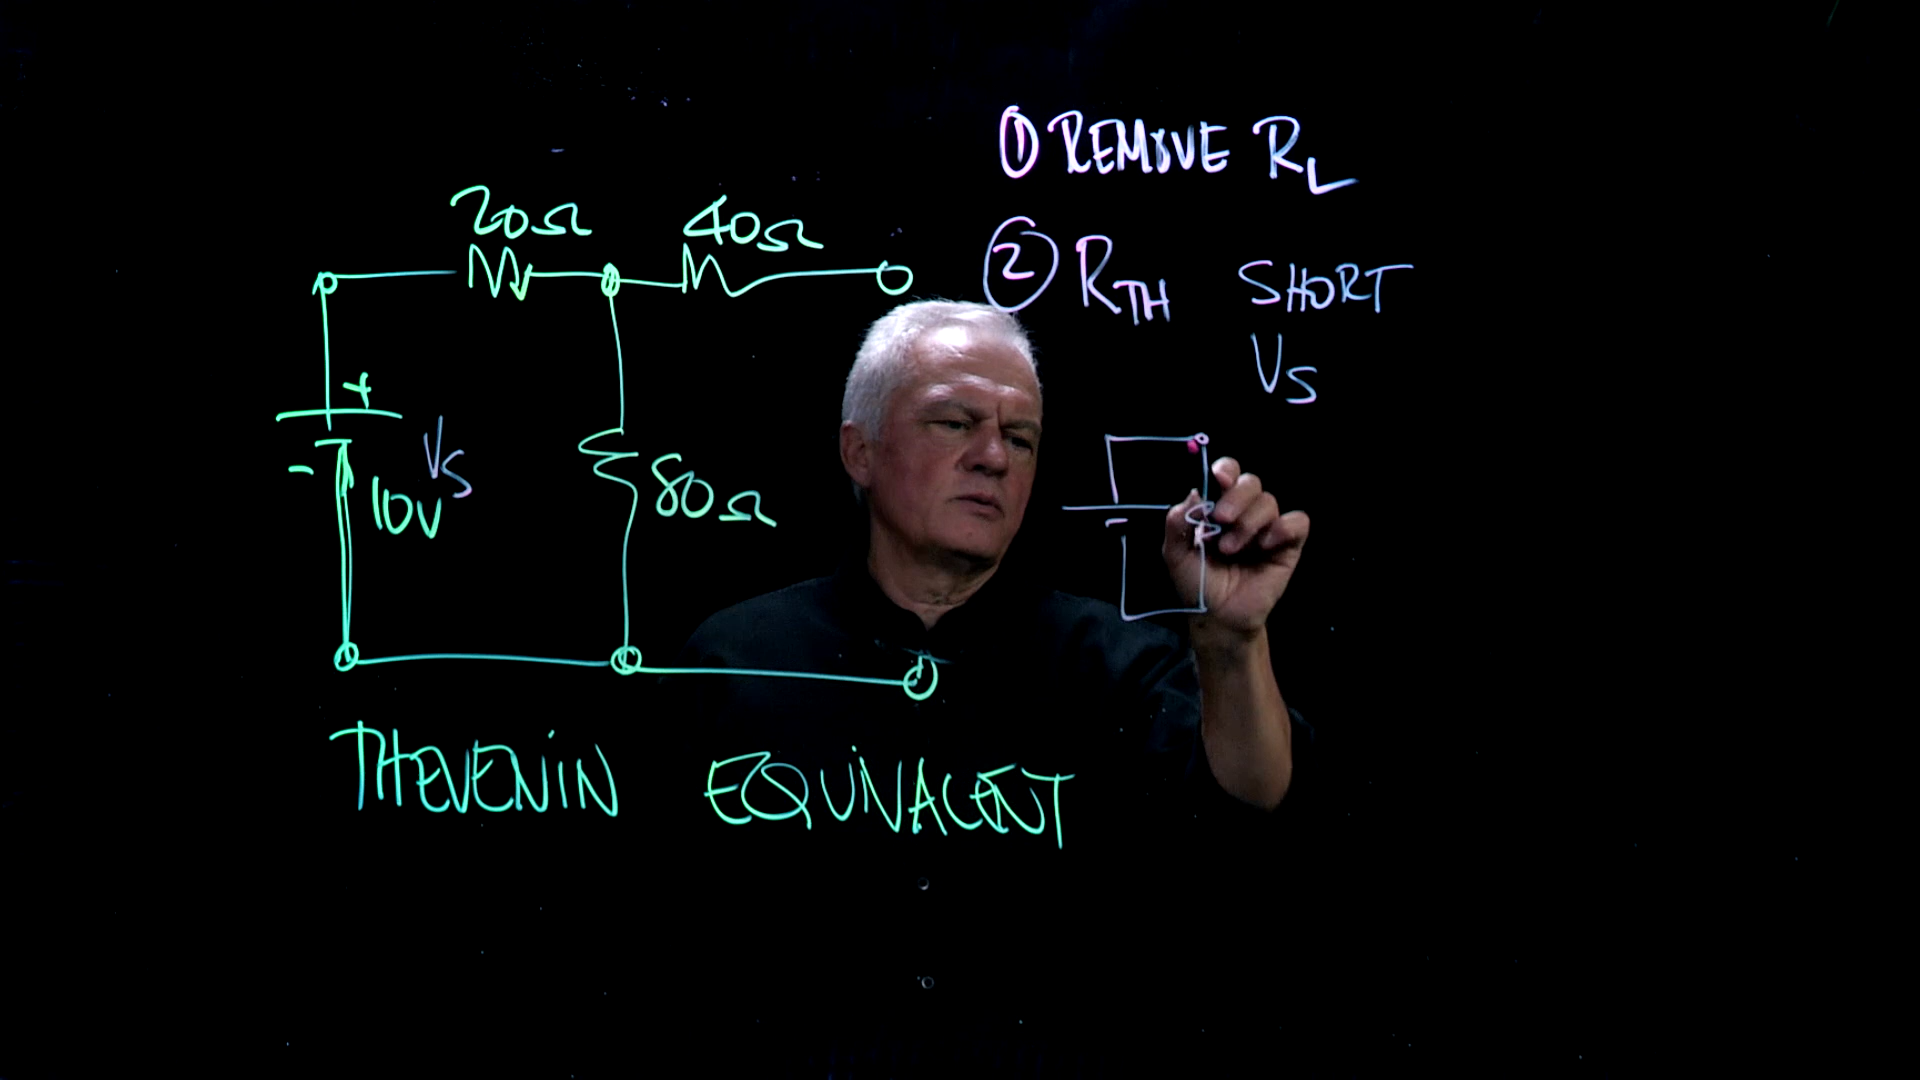 ① REMOVE RL
② RTH SHORT
VS
20Ω 40Ω
+
VS
-
10V
80Ω
-
THEVENIN EQUIVALENT